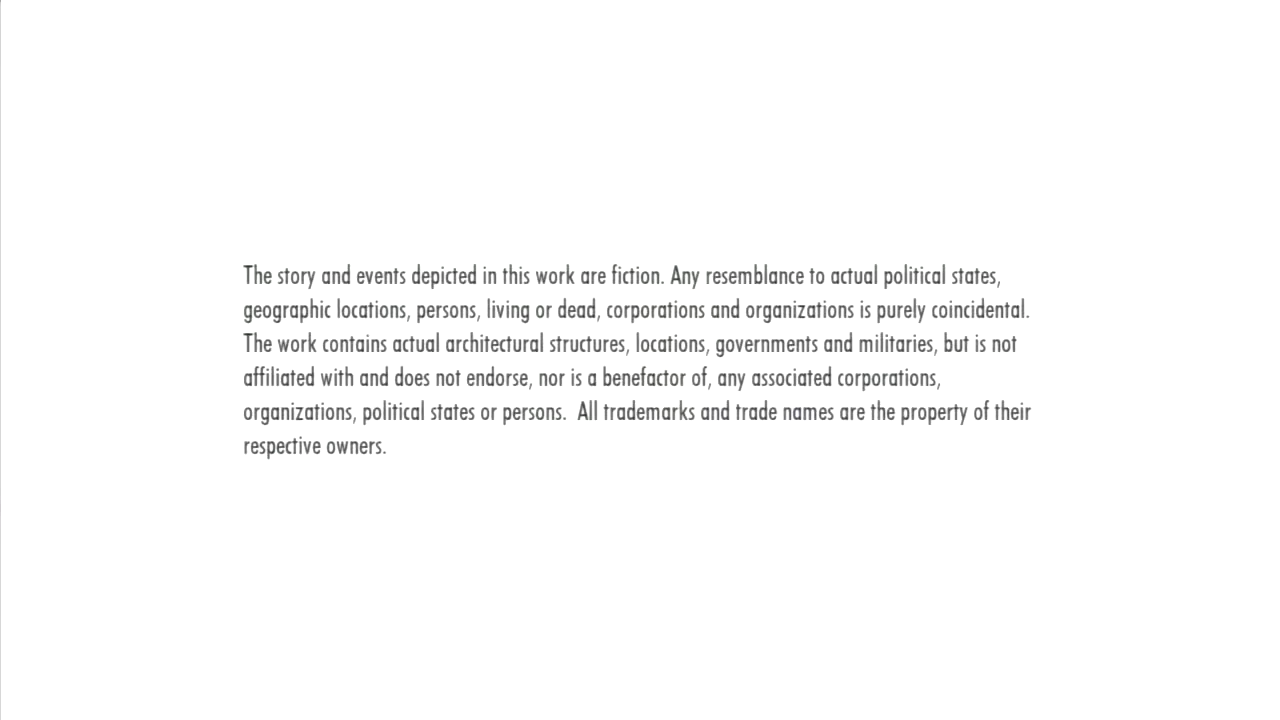 The story and events depicted in this work are fiction. Any resemblance to actual political states,
geographic locations, persons, living or dead, corporations and organizations is purely coincidental.
The work contains actual architectural structures, locations, governments and militaries, but is not
affiliated with and does not endorse, nor is a benefactor of, any associated corporations,
organizations, political states or persons.  All trademarks and trade names are the property of their
respective owners.